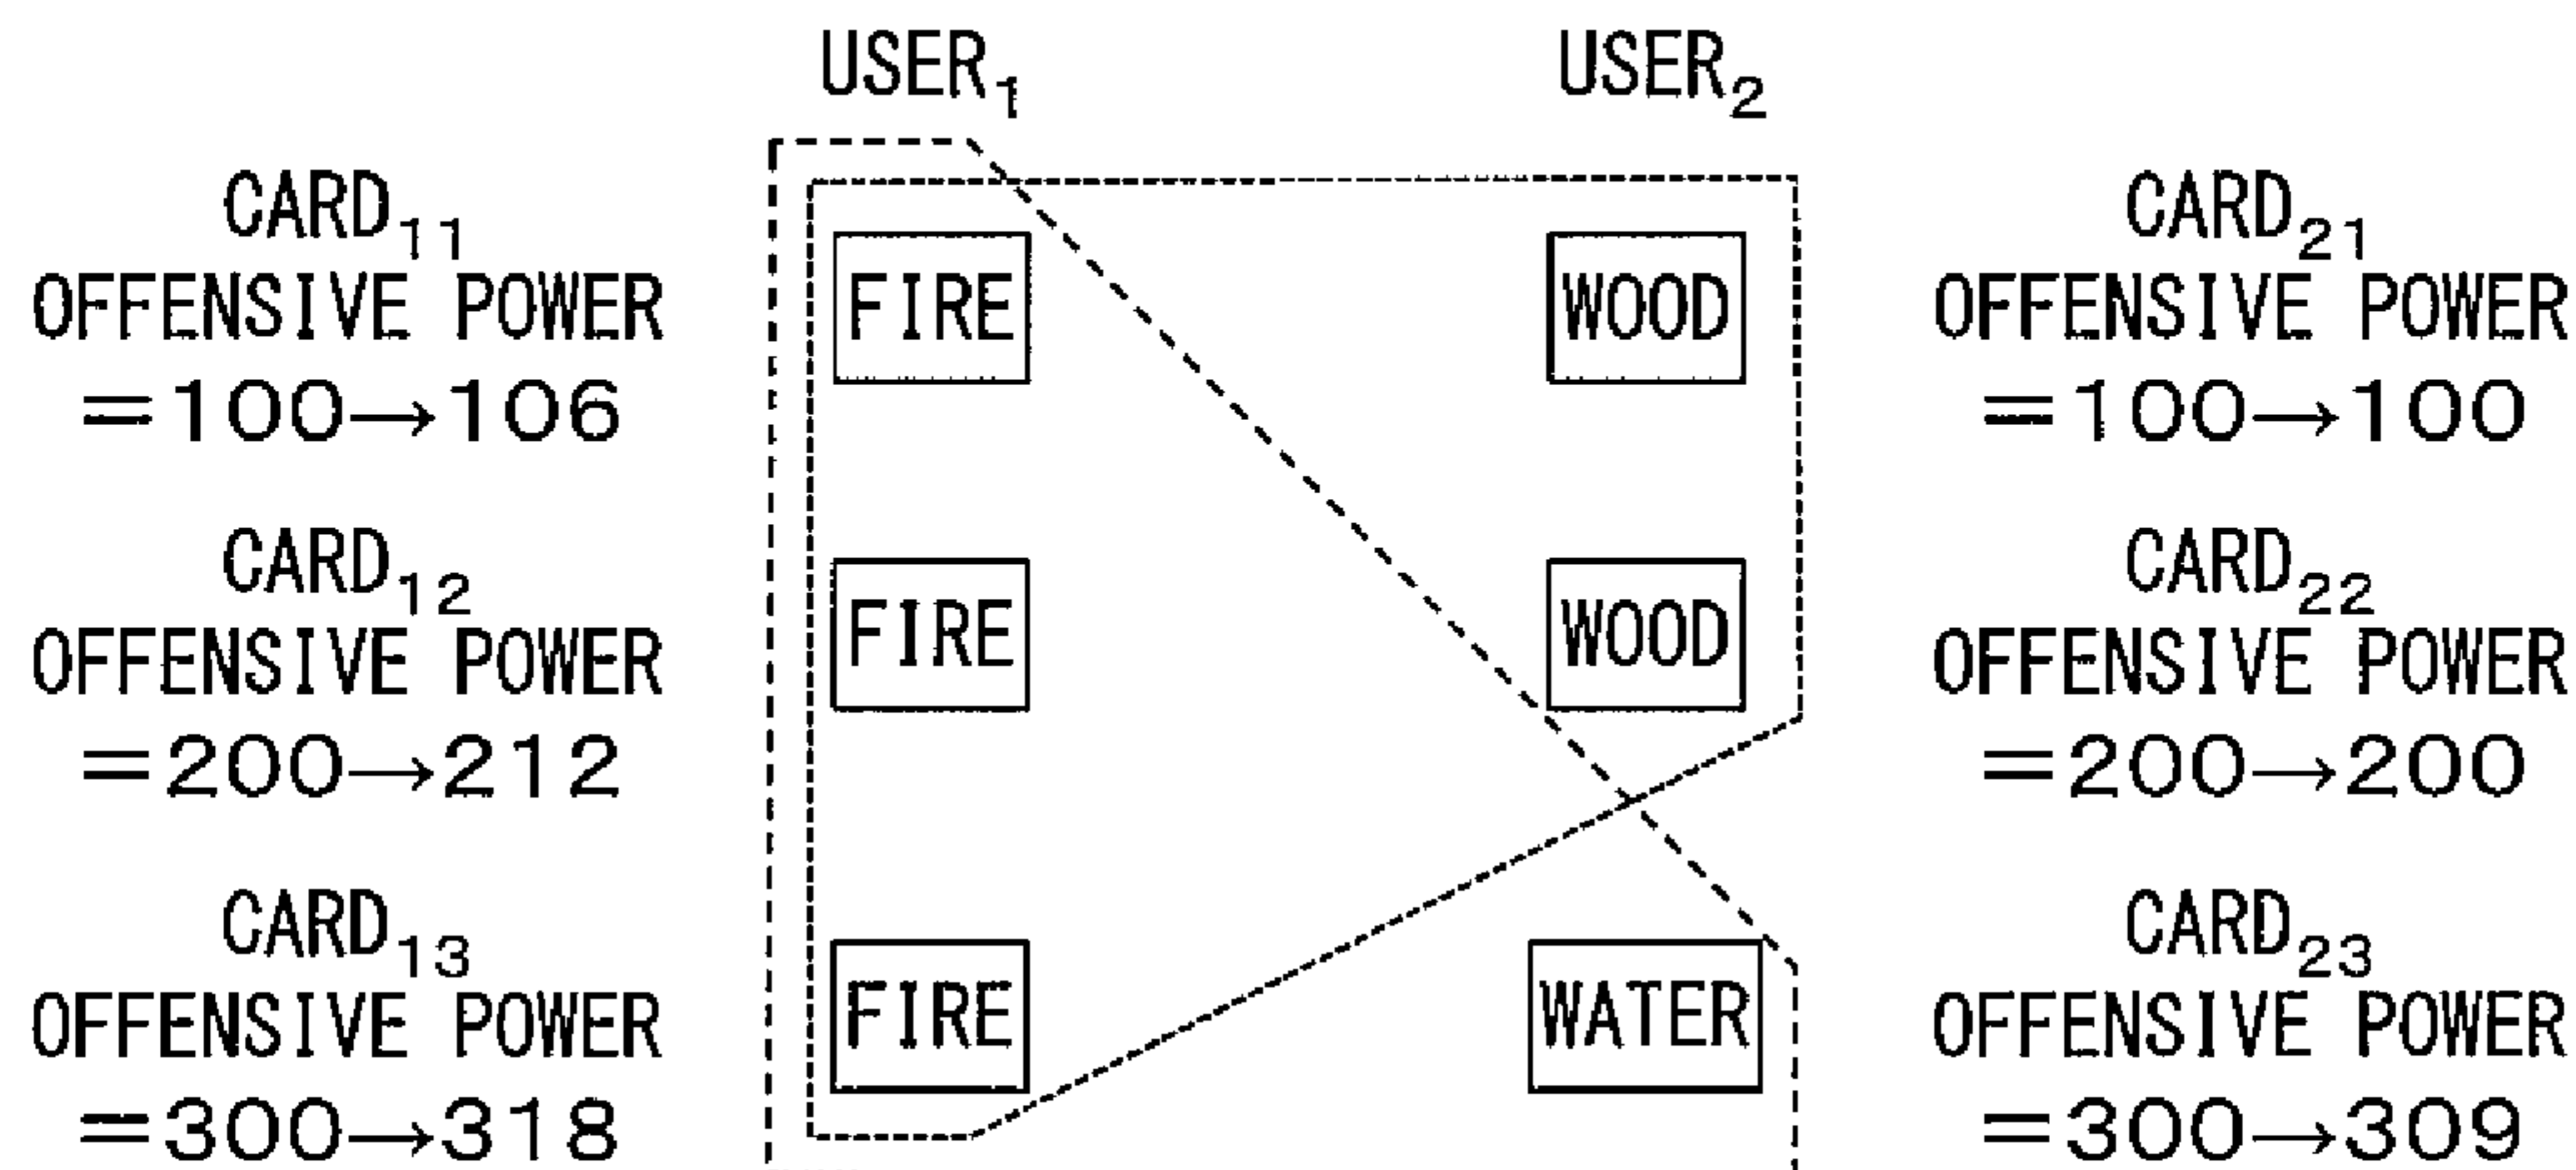 USER₁
USER₂
CARD₁₁
OFFENSIVE POWER
=100→106
FIRE
WOOD
CARD₂₁
OFFENSIVE POWER
=100→100
CARD₁₂
OFFENSIVE POWER
=200→212
FIRE
WOOD
CARD₂₂
OFFENSIVE POWER
=200→200
CARD₁₃
OFFENSIVE POWER
=300→318
FIRE
WATER
CARD₂₃
OFFENSIVE POWER
=300→309